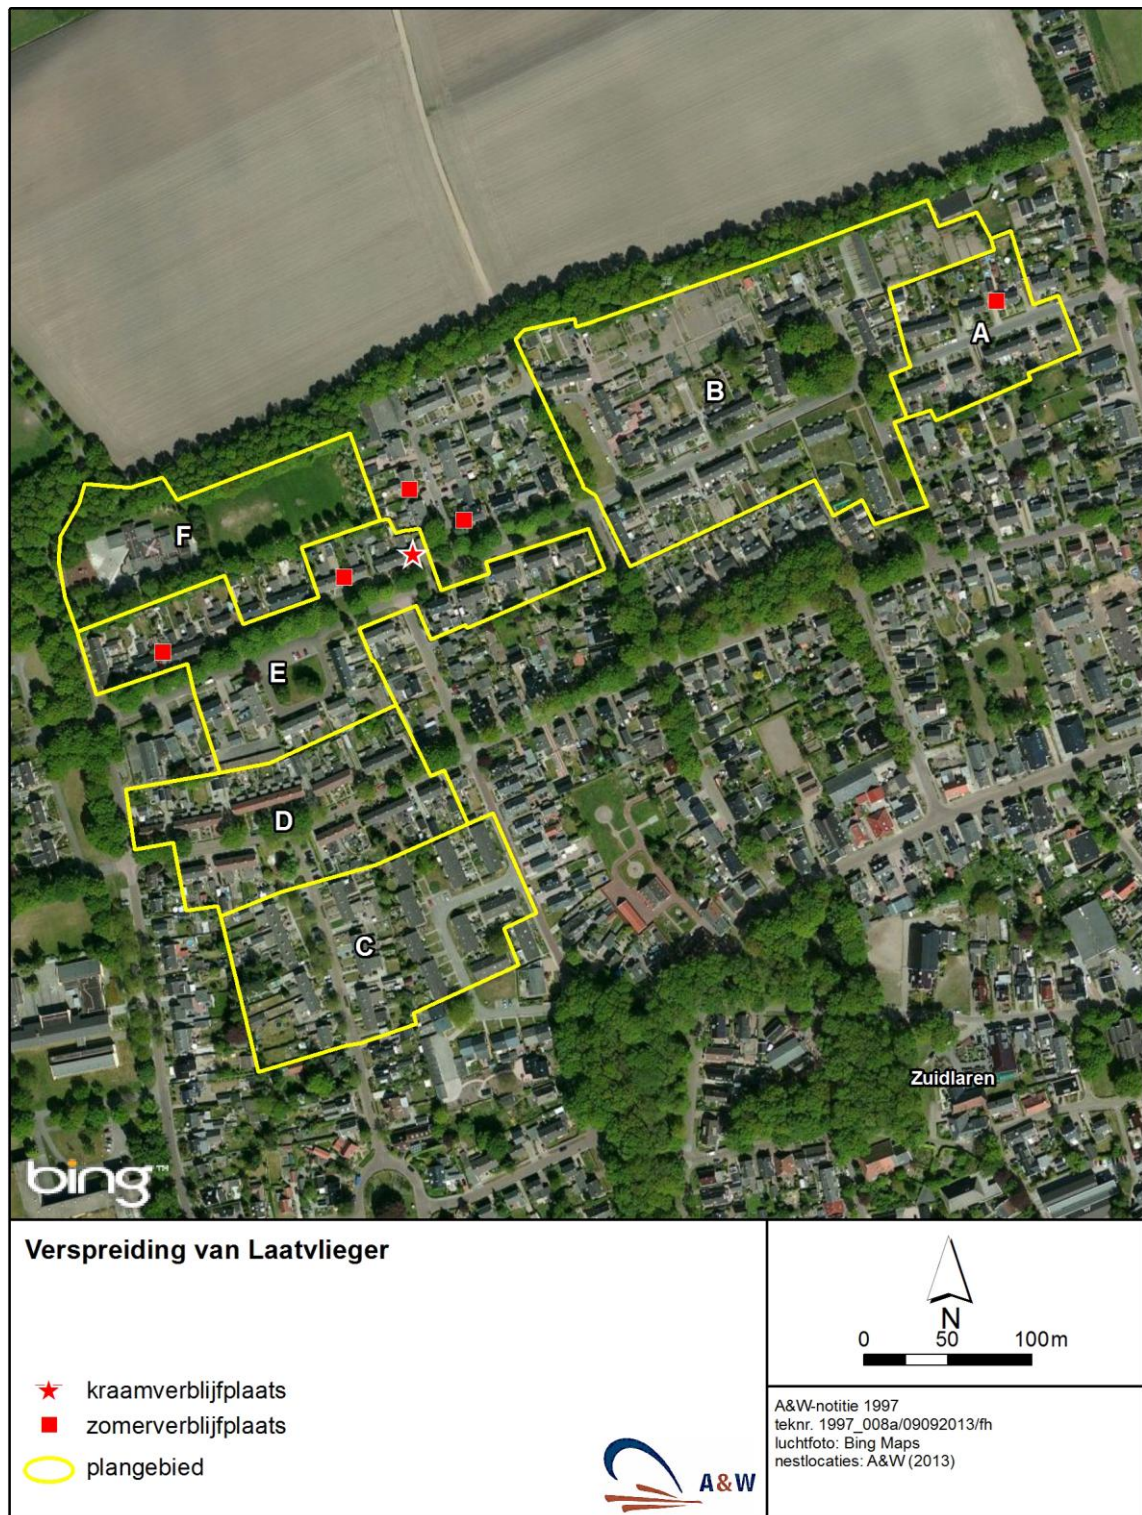 A
B
F
E
D
C
Zuidlaren
bing™
Verspreiding van Laatvlieger
kraamverblijfplaats
zomerverblijfplaats
plangebied
A&W
N
0 50 100m
A&W-notitie 1997
teknr. 1997_008a/09092013/fh
luchtfoto: Bing Maps
nestlocaties: A&W (2013)